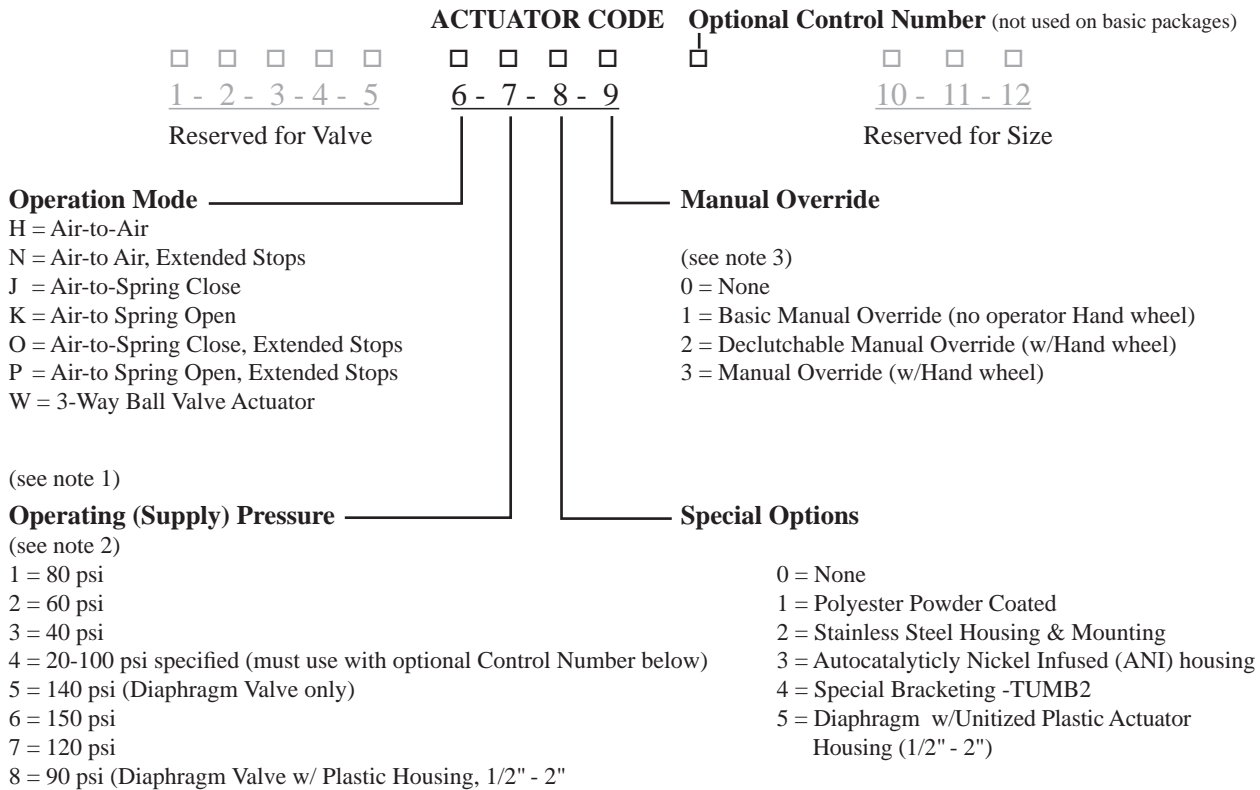 ACTUATOR CODE Optional Control Number (not used on basic packages)
1 - 2 - 3 - 4 - 5 6 - 7 - 8 - 9 10 - 11 - 12
Reserved for Valve Reserved for Size
Operation Mode
H = Air-to-Air
N = Air-to Air, Extended Stops
J = Air-to-Spring Close
K = Air-to Spring Open
O = Air-to-Spring Close, Extended Stops
P = Air-to Spring Open, Extended Stops
W = 3-Way Ball Valve Actuator
(see note 1)
Manual Override
(see note 3)
0 = None
1 = Basic Manual Override (no operator Hand wheel)
2 = Declutchable Manual Override (w/Hand wheel)
3 = Manual Override (w/Hand wheel)
Operating (Supply) Pressure
(see note 2)
1 = 80 psi
2 = 60 psi
3 = 40 psi
4 = 20-100 psi specified (must use with optional Control Number below)
5 = 140 psi (Diaphragm Valve only)
6 = 150 psi
7 = 120 psi
8 = 90 psi (Diaphragm Valve w/ Plastic Housing, 1/2" - 2"
Special Options
0 = None
1 = Polyester Powder Coated
2 = Stainless Steel Housing & Mounting
3 = Autocatalyticly Nickel Infused (ANI) housing
4 = Special Bracketing -TUMB2
5 = Diaphragm w/Unitized Plastic Actuator
Housing (1/2" - 2")